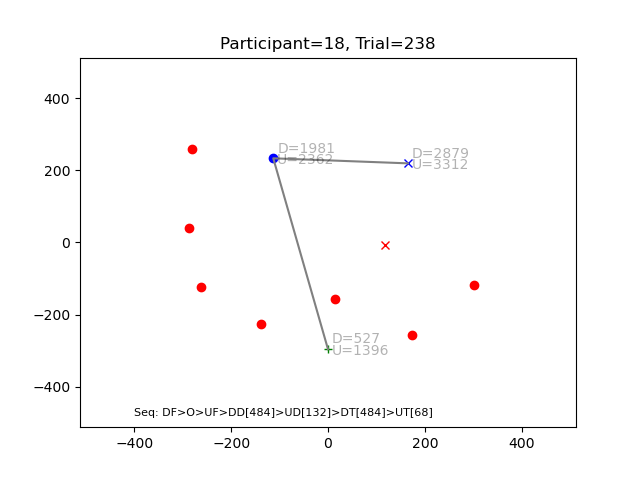 Participant=18, Trial=238
400
200
0
−200
−400
D=1981
U=2362
D=2879
U=3312
D=527
U=1396
Seq: DF>O>UF>DD[484]>UD[132]>DT[484]>UT[68]
−400
−200
0
200
400